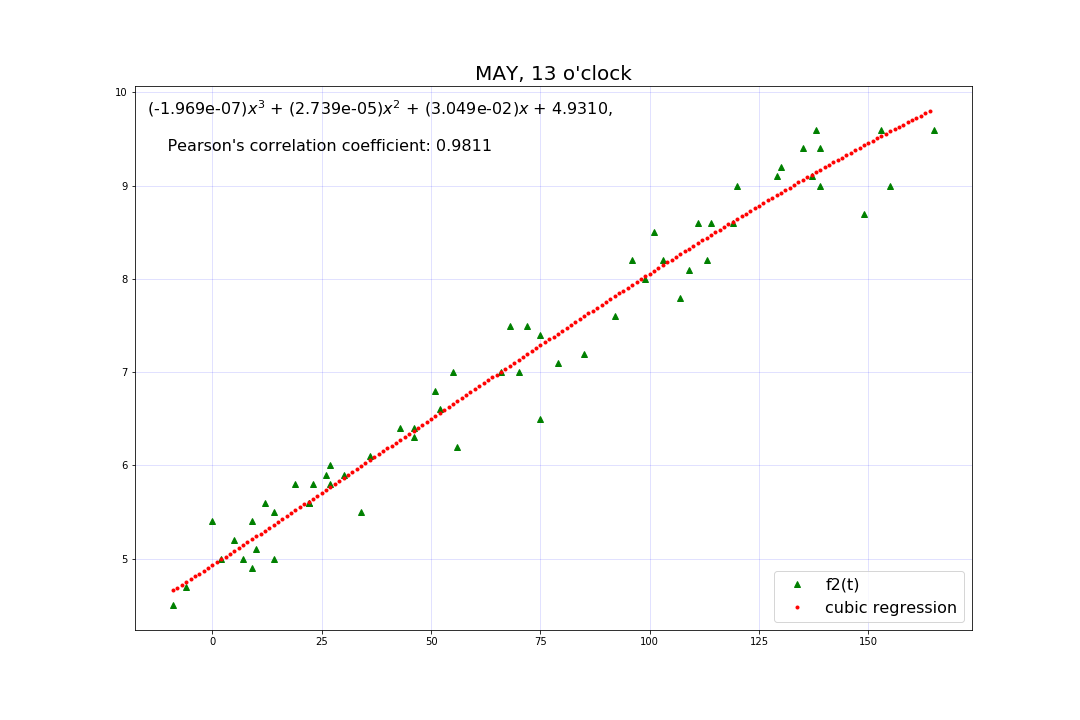 MAY, 13 o'clock
(-1.969e-07)x³ + (2.739e-05)x² + (3.049e-02)x + 4.9310,
Pearson's correlation coefficient: 0.9811
10
9
8
7
6
5
f2(t)
cubic regression
0 25 50 75 100 125 150